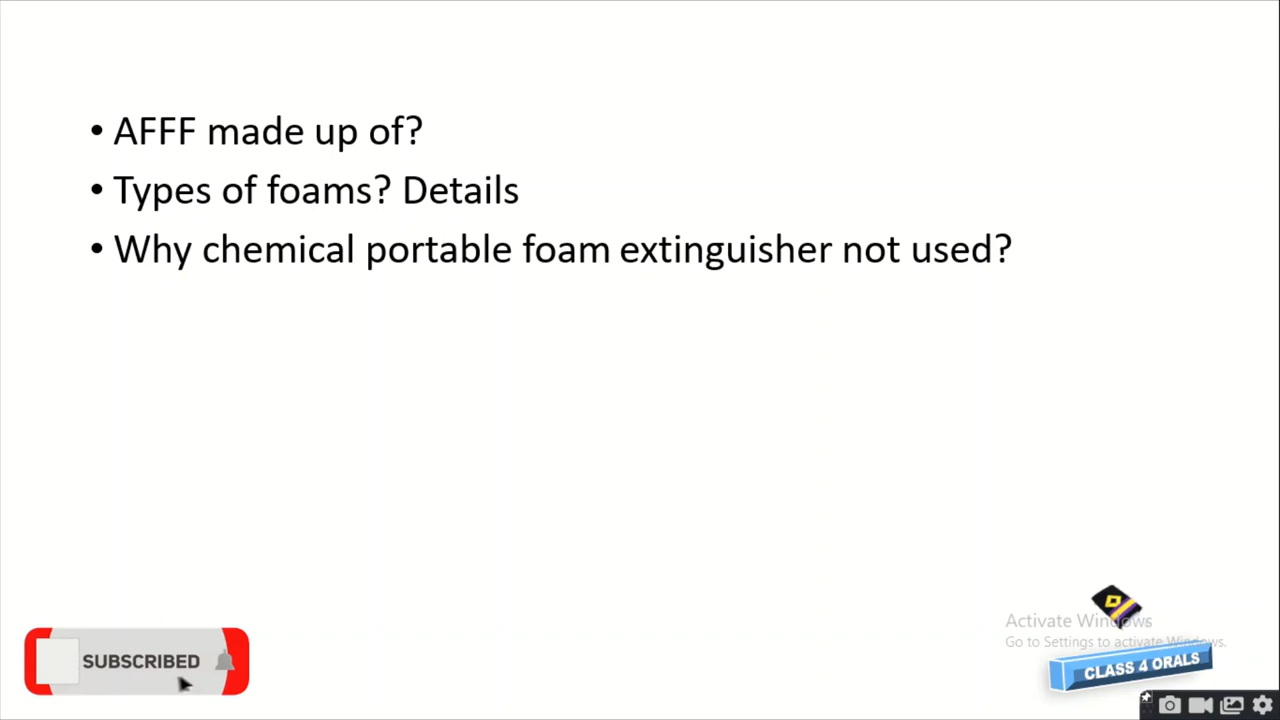 • AFFF made up of?
• Types of foams? Details
• Why chemical portable foam extinguisher not used?
Activate Windows
Go to Settings to activate Windows.
SUBSCRIBED
CLASS 4 ORALS